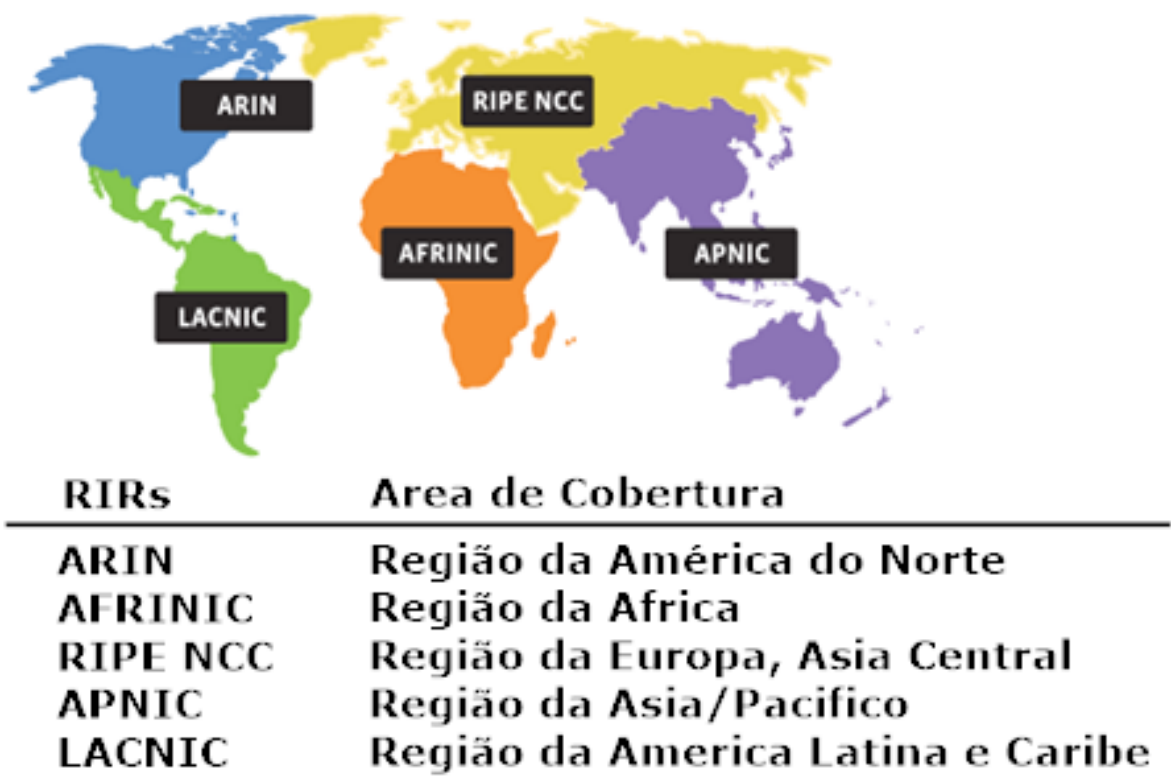 ARIN
RIPE NCC
AFRINIC
APNIC
LACNIC
RIRs Area de Cobertura
ARIN Região da América do Norte
AFRINIC Região da Africa
RIPE NCC Região da Europa, Asia Central
APNIC Região da Asia/Pacifico
LACNIC Região da America Latina e Caribe